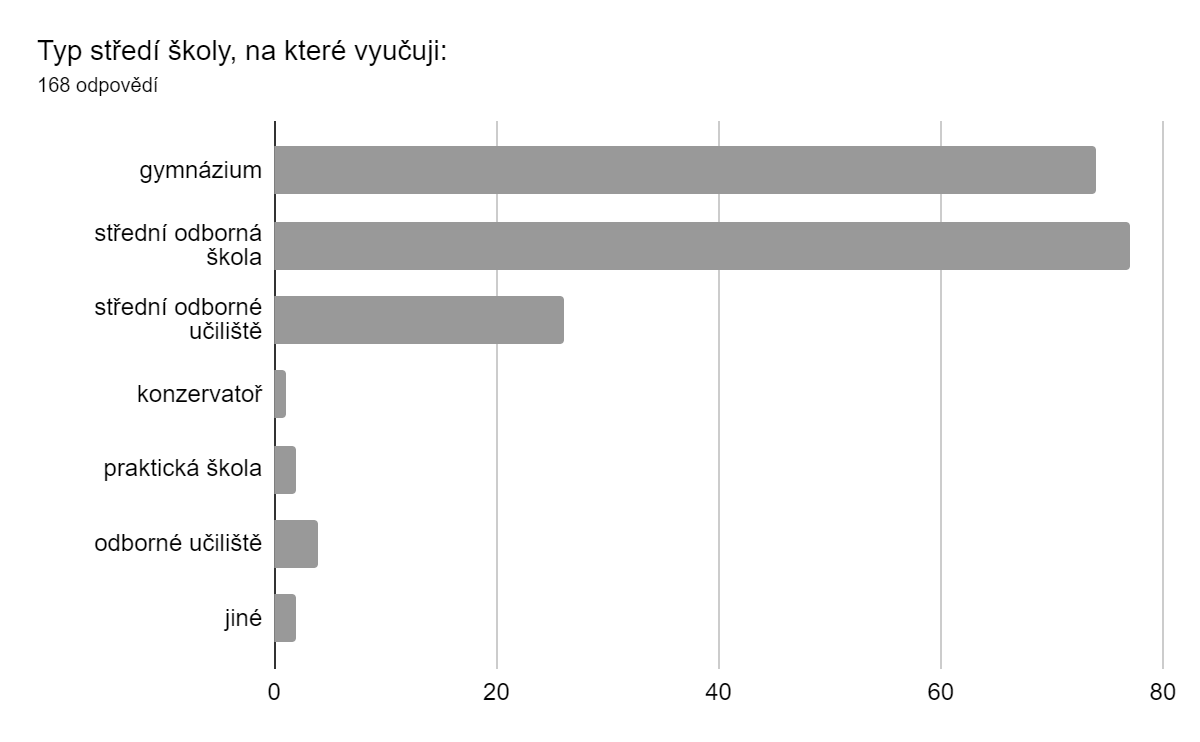 Typ středí školy, na které vyučuji:
168 odpovědí
gymnázium
střední odborná
škola
střední odborné
učiliště
konzervatoř
praktická škola
odborné učiliště
jiné
0 20 40 60 80